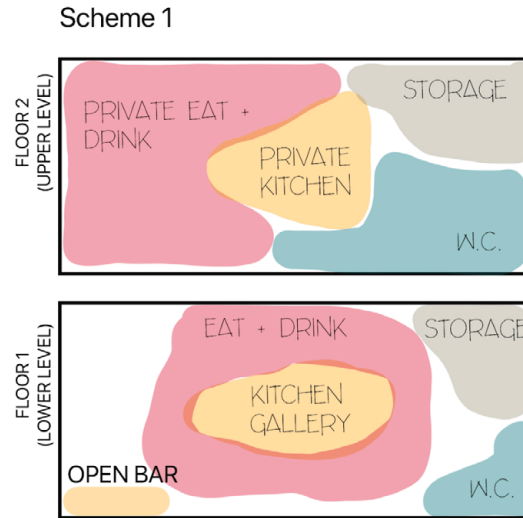 Scheme 1
FLOOR 2
(UPPER LEVEL)
PRIVATE EAT +
DRINK
PRIVATE
KITCHEN
STORAGE
W.C.
FLOOR 1
(LOWER LEVEL)
EAT + DRINK
KITCHEN
GALLERY
STORAGE
OPEN BAR
W.C.